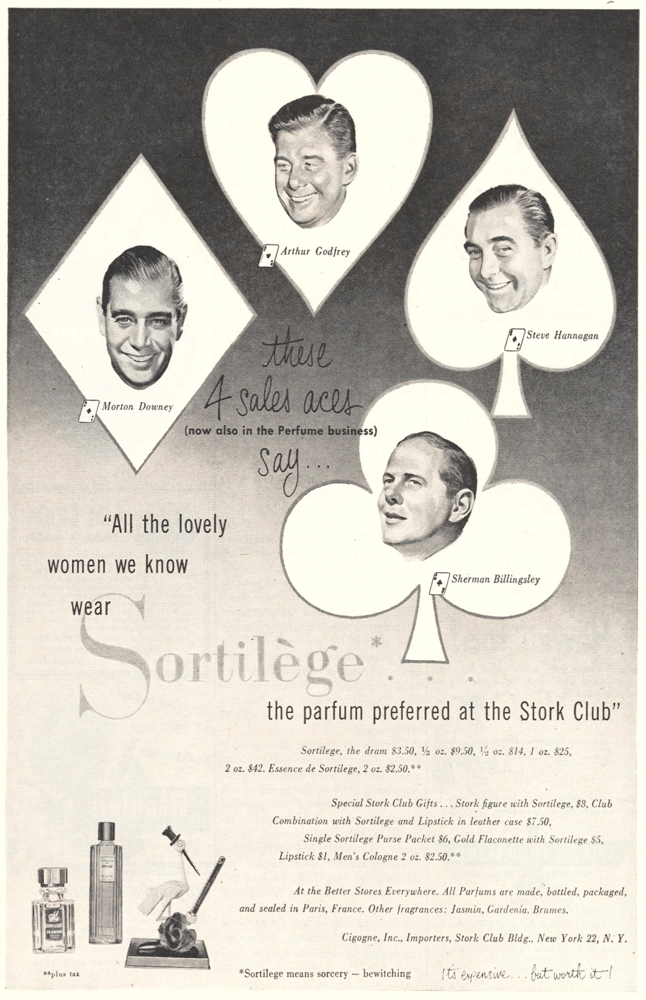 Arthur Godfrey
Steve Hannagan
Morton Downey
these
4 sales aces
(now also in the Perfume business)
say...
Sherman Billingsley
“All the lovely
women we know
wear
Sortilège* . . .
the parfum preferred at the Stork Club”
Sortilege, the dram $3.50, ⅓ oz. $9.50, ½ oz. $14, 1 oz. $25,
2 oz. $42. Essence de Sortilege, 2 oz. $2.50.**
Special Stork Club Gifts . . . Stork figure with Sortilege, $8, Club
Combination with Sortilege and Lipstick in leather case $7.50,
Single Sortilege Purse Packet $6, Gold Flaconette with Sortilege $5,
Lipstick $1, Men's Cologne 2 oz. $2.50.**
At the Better Stores Everywhere. All Parfums are made, bottled, packaged,
and sealed in Paris, France. Other fragrances: Jasmin, Gardenia, Brumes.
Cigogne, Inc., Importers, Stork Club Bldg., New York 22, N. Y.
**plus tax
*Sortilege means sorcery — bewitching
It's expensive... but worth it!